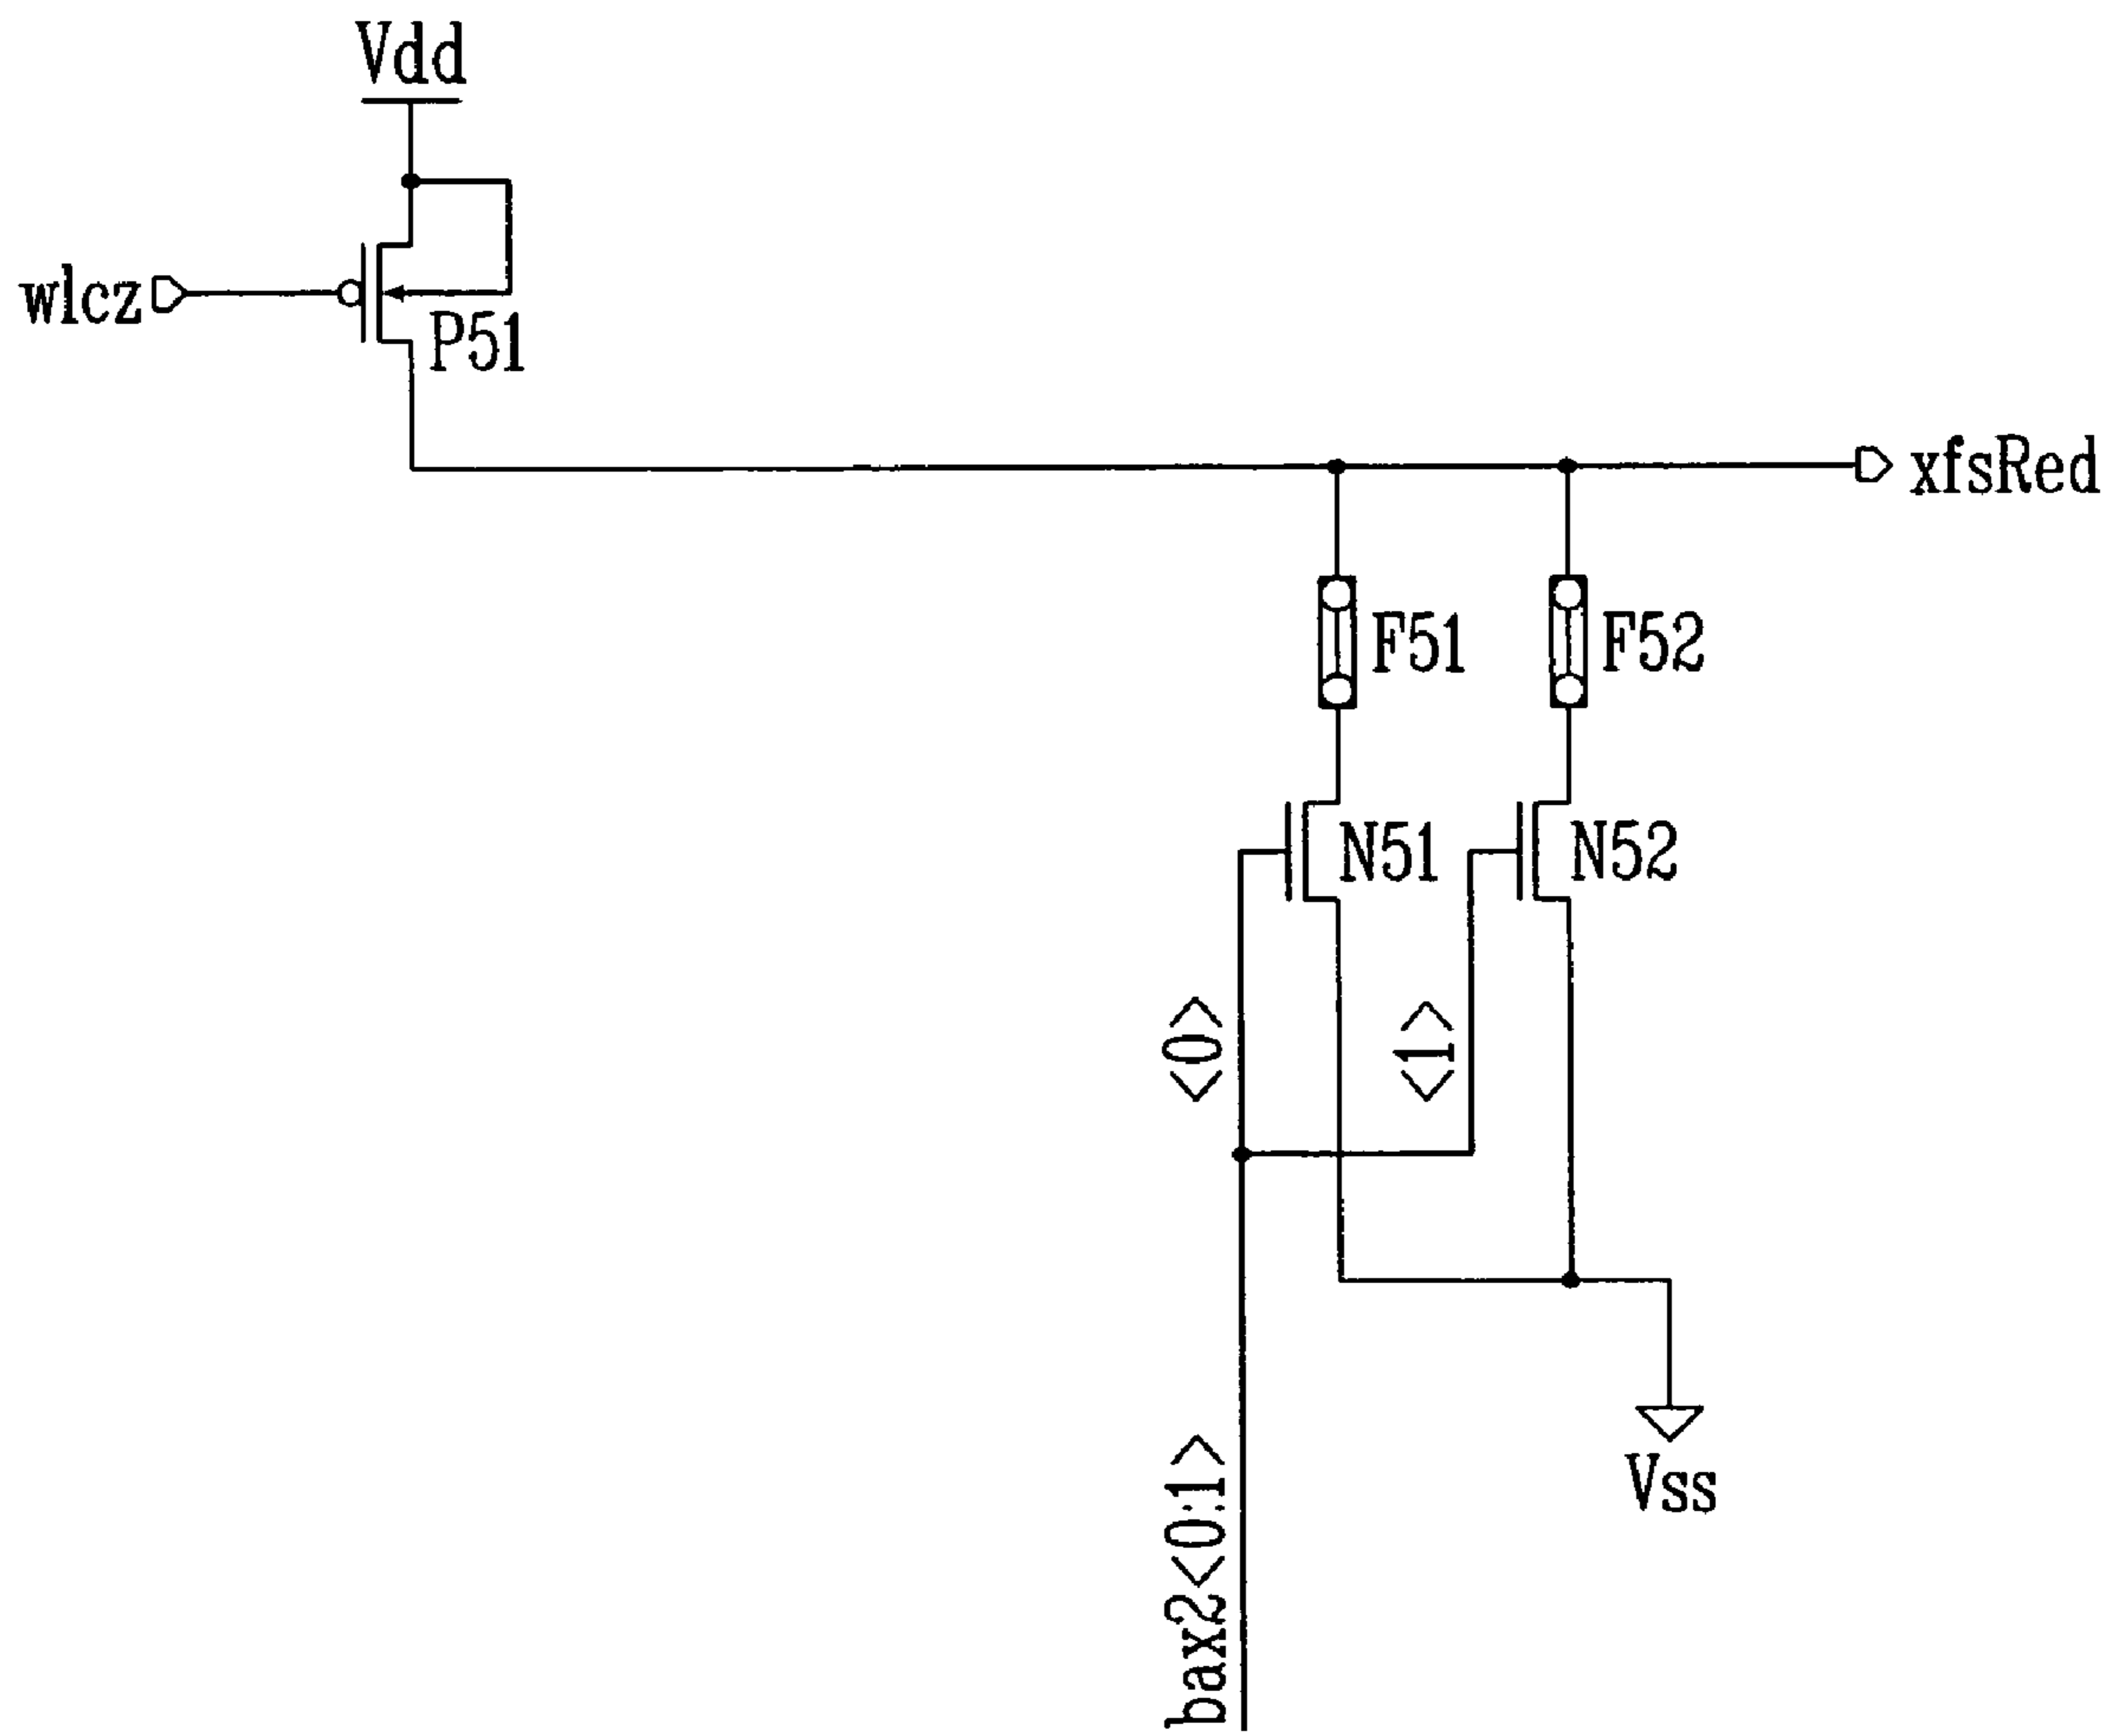 Vdd
wlcz
P51
xfsRed
F51
F52
N51
N52
<0>
<1>
bax2<0:1>
Vss